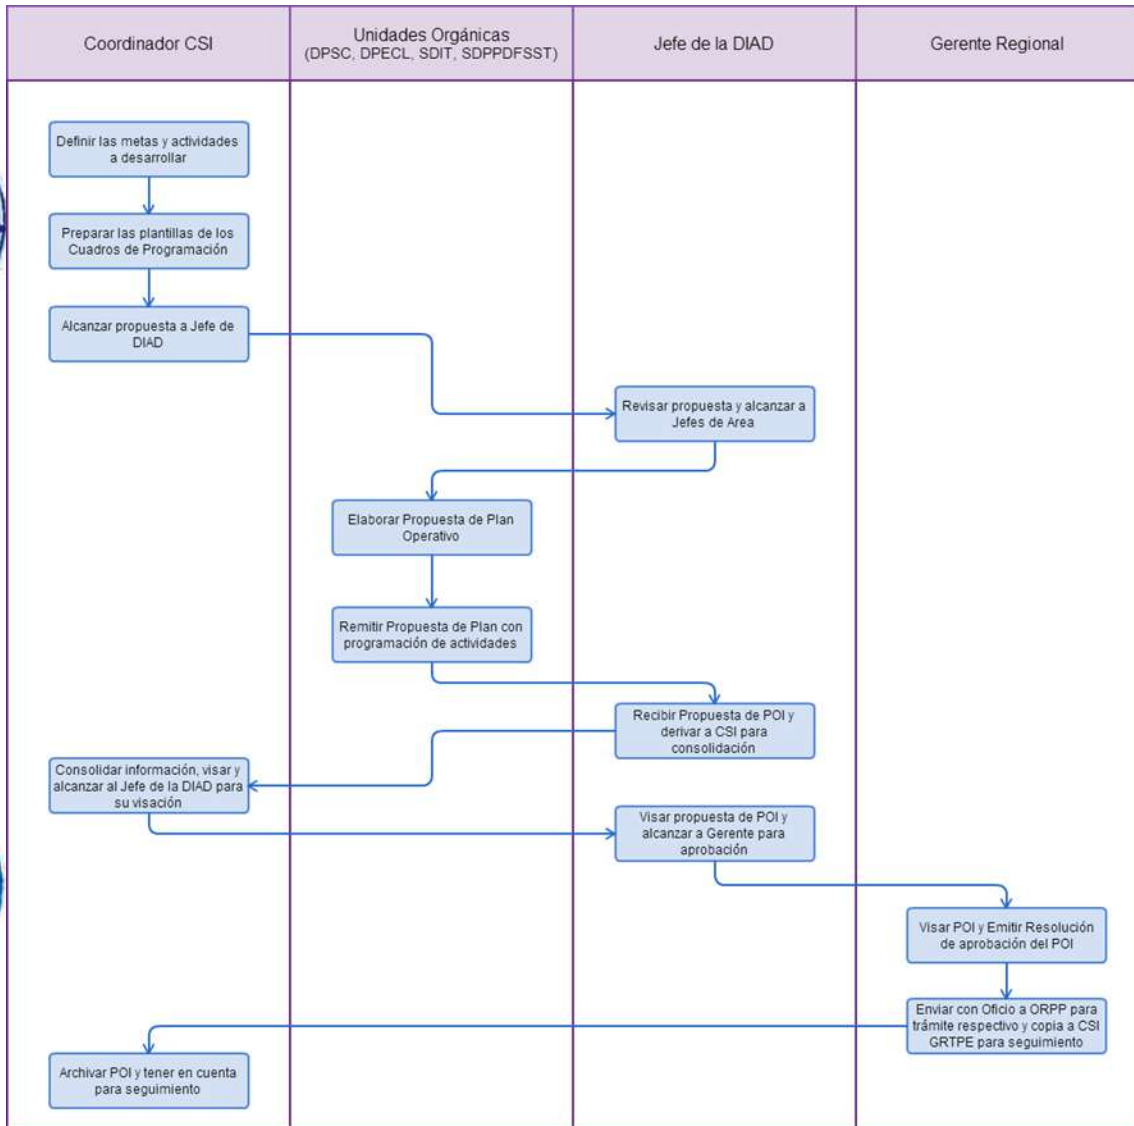 Coordinador CSI
Unidades Orgánicas
(DPSC, DPECL, SDIT, SDPPDFSST)
Jefe de la DIAD
Gerente Regional
Definir las metas y actividades
a desarrollar
Preparar las plantillas de los
Cuadros de Programación
Alcanzar propuesta a Jefe de
DIAD
Revisar propuesta y alcanzar a
Jefes de Area
Elaborar Propuesta de Plan
Operativo
Remitir Propuesta de Plan con
programación de actividades
Recibir Propuesta de POI y
derivar a CSI para
consolidación
Consolidar información, visar y
alcanzar al Jefe de la DIAD para
su visación
Visar propuesta de POI y
alcanzar a Gerente para
aprobación
Visar POI y Emitir Resolución
de aprobación del POI
Enviar con Oficio a ORPP para
trámite respectivo y copia a CSI
GRTPE para seguimiento
Archivar POI y tener en cuenta
para seguimiento